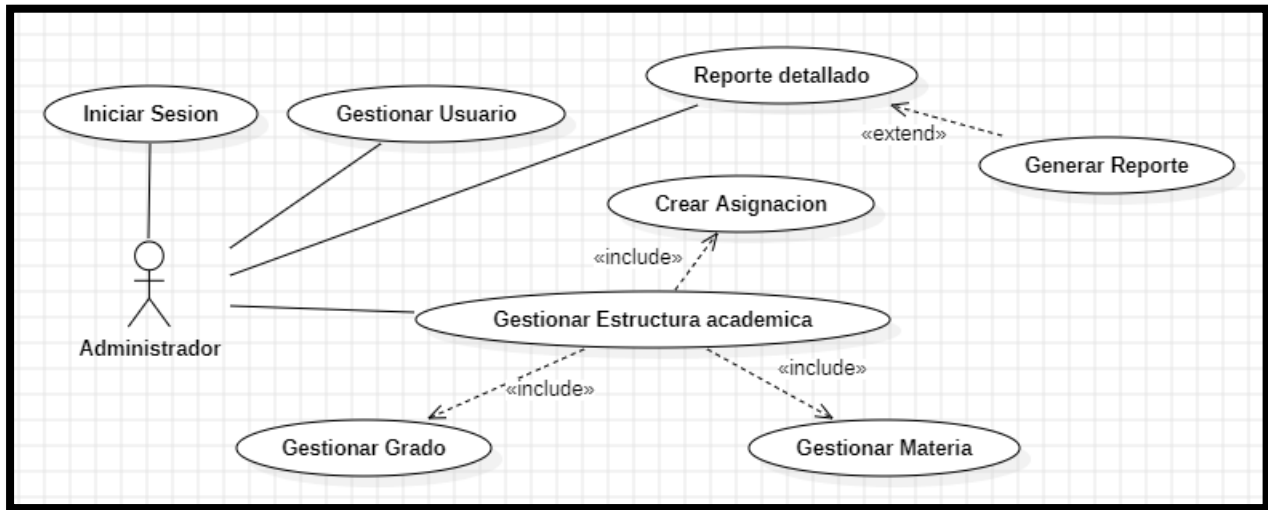 Reporte detallado
Iniciar Sesion
Gestionar Usuario
«extend»
Generar Reporte
Crear Asignacion
«include»
Gestionar Estructura academica
Administrador
«include»
«include»
Gestionar Grado
Gestionar Materia